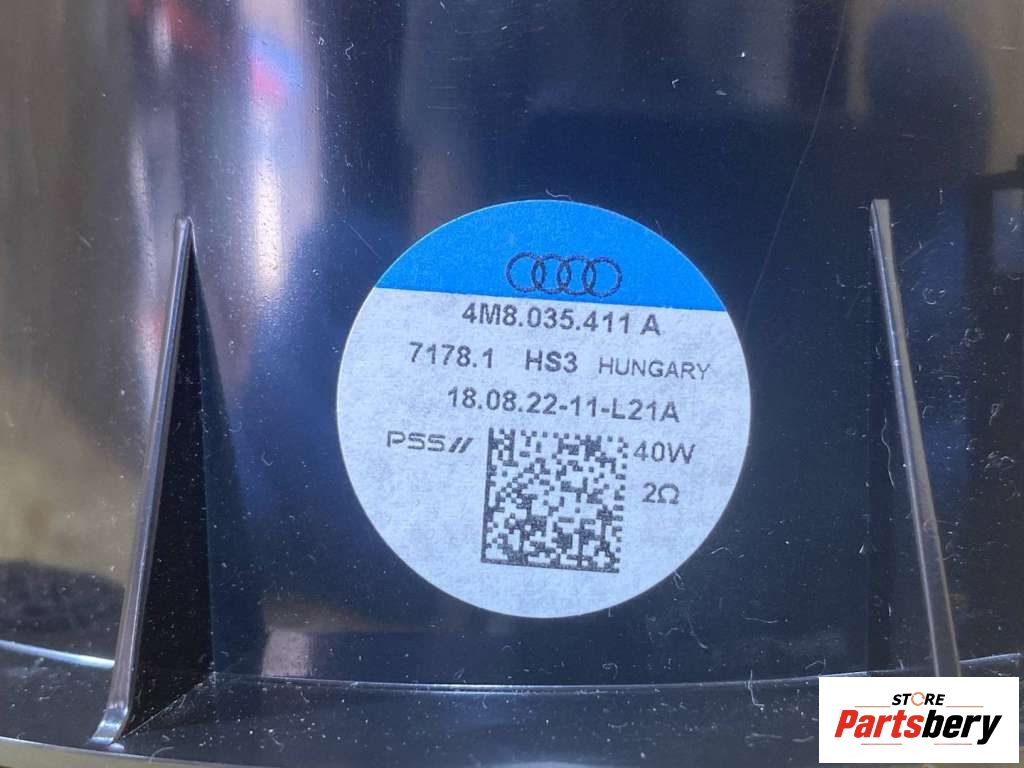 4M8.035.411 A
7178.1 HS3 HUNGARY
18.08.22-11-L21A
PSS// 40W
2Ω
STORE
Partsbery